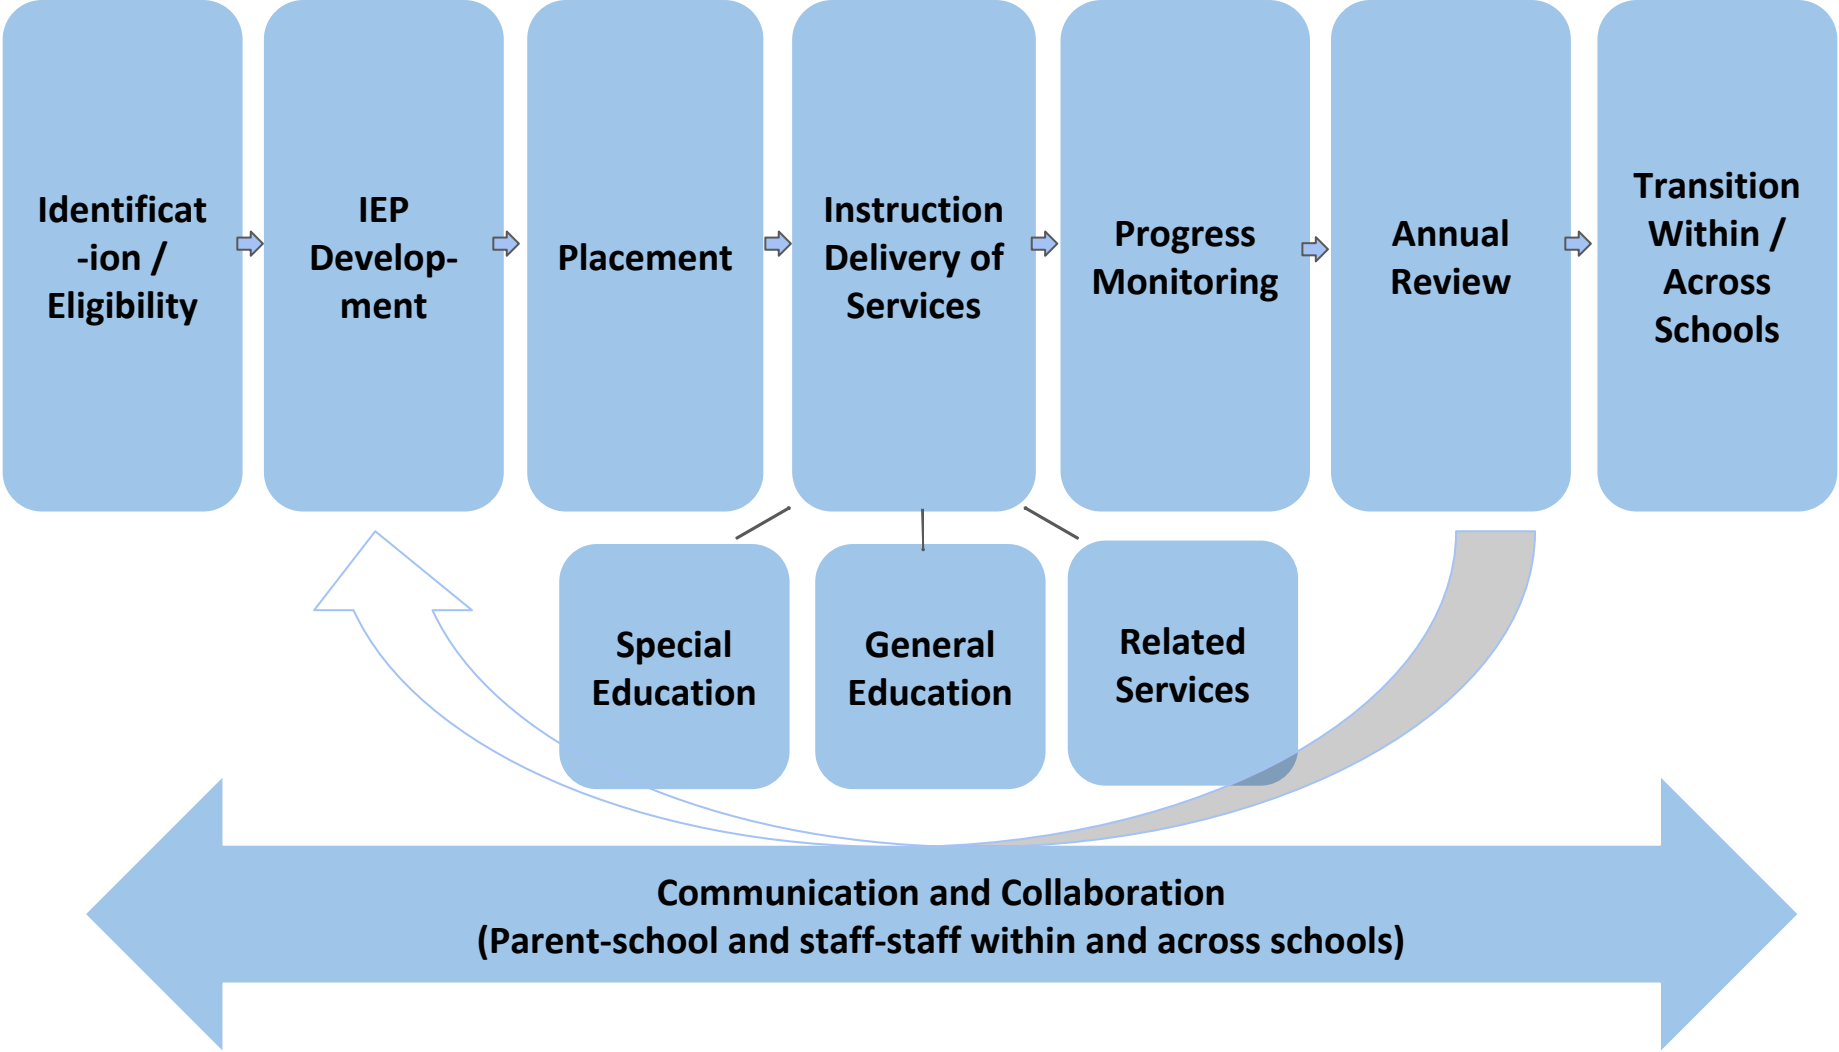 Identificat
-ion /
Eligibility
IEP
Develop-
ment
Placement
Instruction
Delivery of
Services
Progress
Monitoring
Annual
Review
Transition
Within /
Across
Schools
Special
Education
General
Education
Related
Services
Communication and Collaboration
(Parent-school and staff-staff within and across schools)